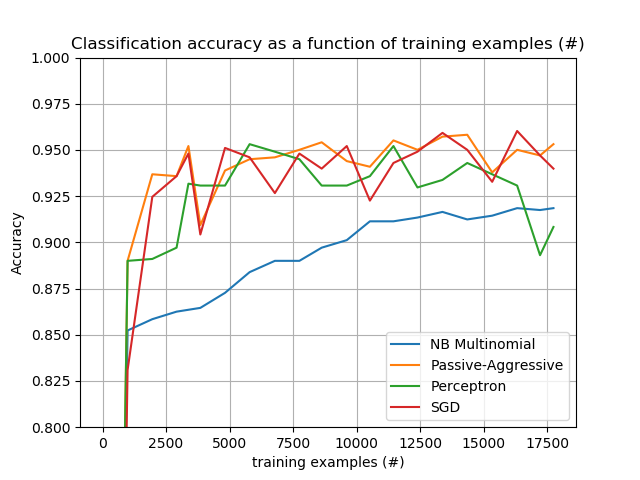 Classification accuracy as a function of training examples (#)
1.000
0.975
0.950
0.925
0.900
0.875
0.850
0.825
0.800
Accuracy
NB Multinomial
Passive-Aggressive
Perceptron
SGD
0 2500 5000 7500 10000 12500 15000 17500
training examples (#)